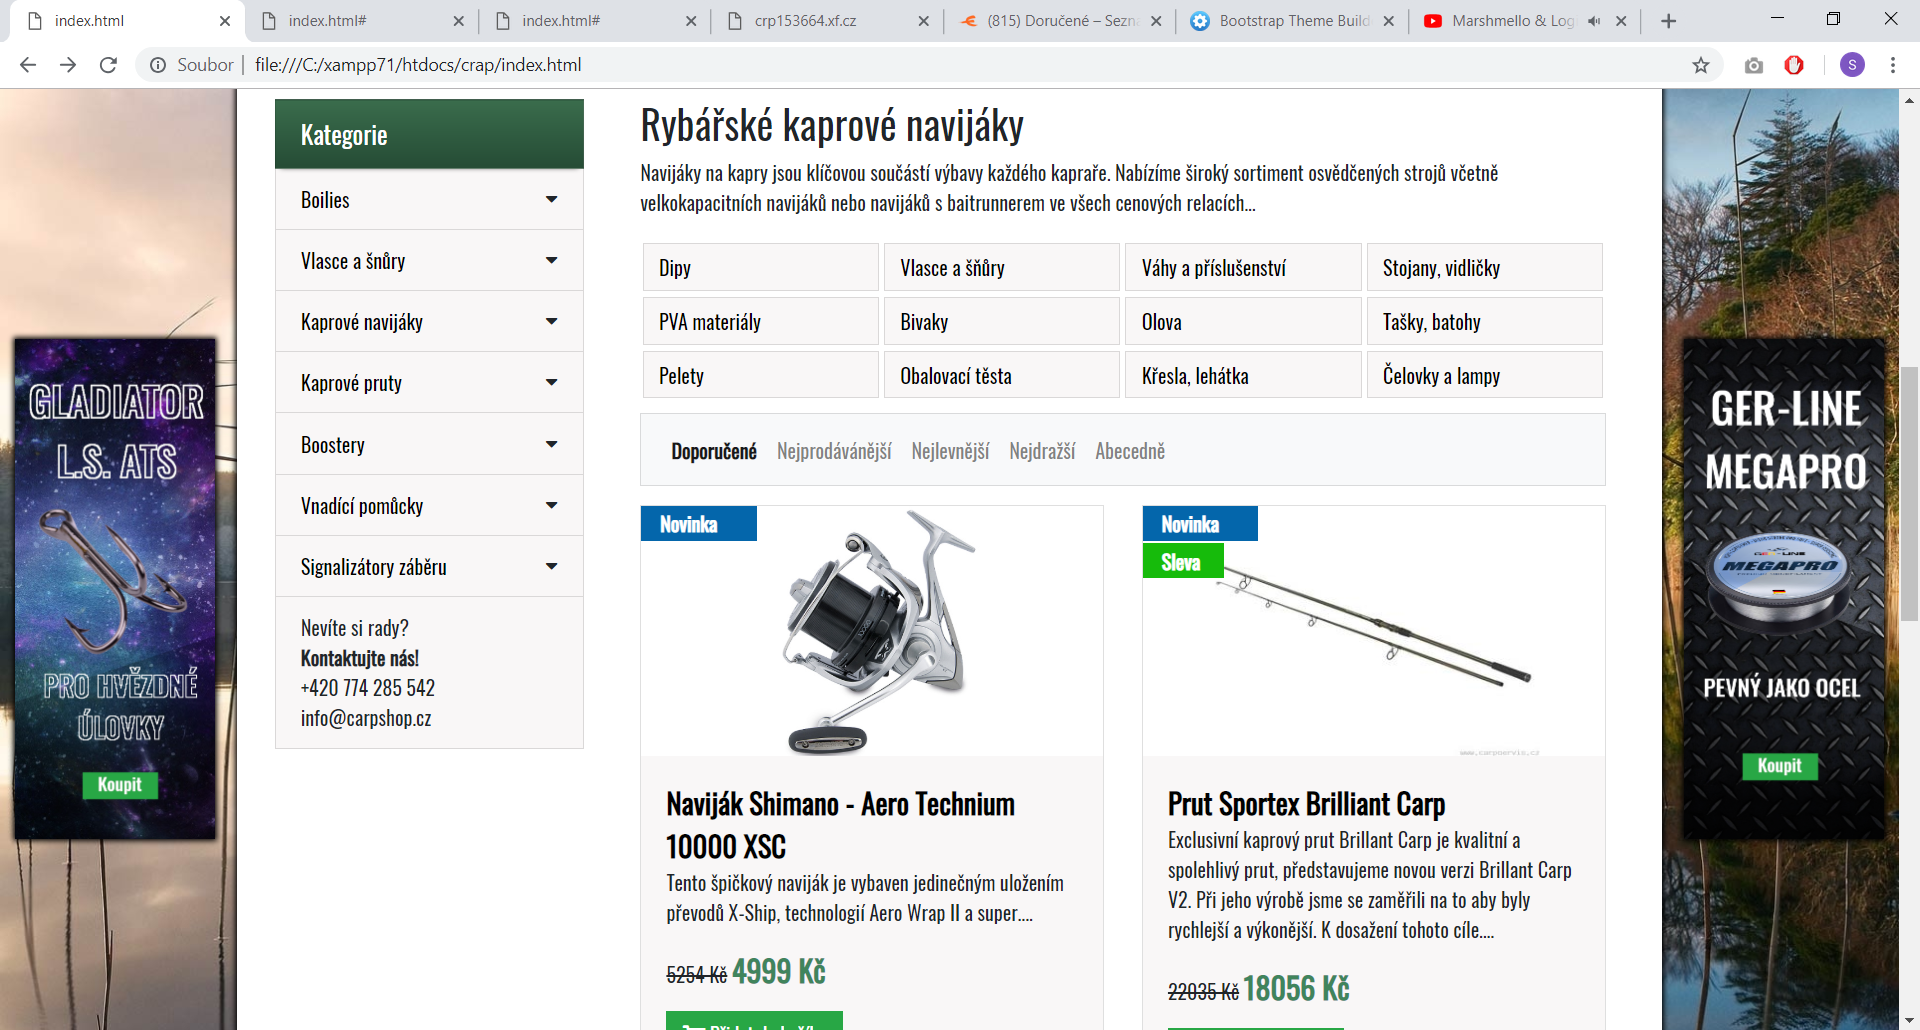 index.html
index.html#
index.html#
crp153664.xf.cz
(815) Doručené – Sezna
Bootstrap Theme Build
Marshmello & Log
Soubor
file:///C:/xampp71/htdocs/crap/index.html
S
Kategorie
Boilies
Vlasce a šnůry
Kaprové navijáky
Kaprové pruty
Boostery
Vnadící pomůcky
Signalizátory záběru
Nevíte si rady?
Kontaktujte nás!
+420 774 285 542
info@carpshop.cz
Rybářské kaprové navijáky
Navijáky na kapry jsou klíčovou součástí výbavy každého kapraře. Nabízíme široký sortiment osvědčených strojů včetně
velkokapacitních navijáků nebo navijáků s baitrunnerem ve všech cenových relacích...
Dipy
Vlasce a šňůry
Váhy a příslušenství
Stojany, vidličky
PVA materiály
Bivaky
Olova
Tašky, batohy
Pelety
Obalovací těsta
Křesla, lehátka
Čelovky a lampy
Doporučené
Nejprodávánější
Nejlevnější
Nejdražší
Abecedně
Novinka
Naviják Shimano - Aero Technium
10000 XSC
Tento špičkový naviják je vybaven jedinečným uložením
převodů X-Ship, technologií Aero Wrap II a super....
5254 Kč 4999 Kč
Novinka
Sleva
www.carpservis.cz
Prut Sportex Brilliant Carp
Exclusivní kaprový prut Brillant Carp je kvalitní a
spolehlivý prut, představujeme novou verzi Brillant Carp
V2. Při jeho výrobě jsme se zaměřili na to aby byly
rychlejší a výkonější. K dosažení tohoto cíle....
22035 Kč 18056 Kč
GLADIATOR
L.S. ATS
PRO HVĚZDNÉ
ÚLOVKY
Koupit
GER-LINE
MEGAPRO
GER-LINE
MEGAPRO
PEVNÝ JAKO OCEL
Koupit